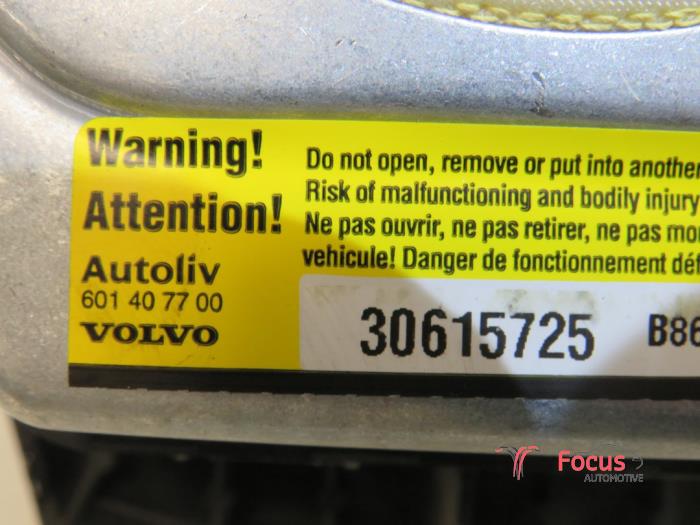 Warning!
Attention!
Do not open, remove or put into another
Risk of malfunctioning and bodily injury
Ne pas ouvrir, ne pas retirer, ne pas mo
vehicule! Danger de fonctionnement déf
Autoliv
601 40 77 00
VOLVO
30615725 B86
Focus
AUTOMOTIVE